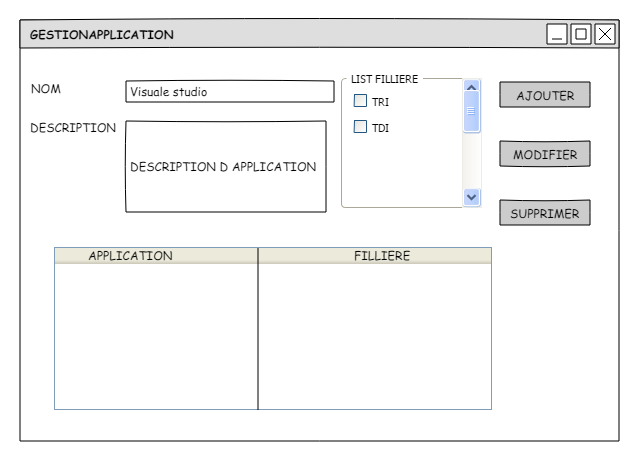 GESTIONAPPLICATION
NOM
Visuale studio
DESCRIPTION
DESCRIPTION D APPLICATION
LIST FILLIERE
TRI
TDI
AJOUTER
MODIFIER
SUPPRIMER
APPLICATION FILLIERE